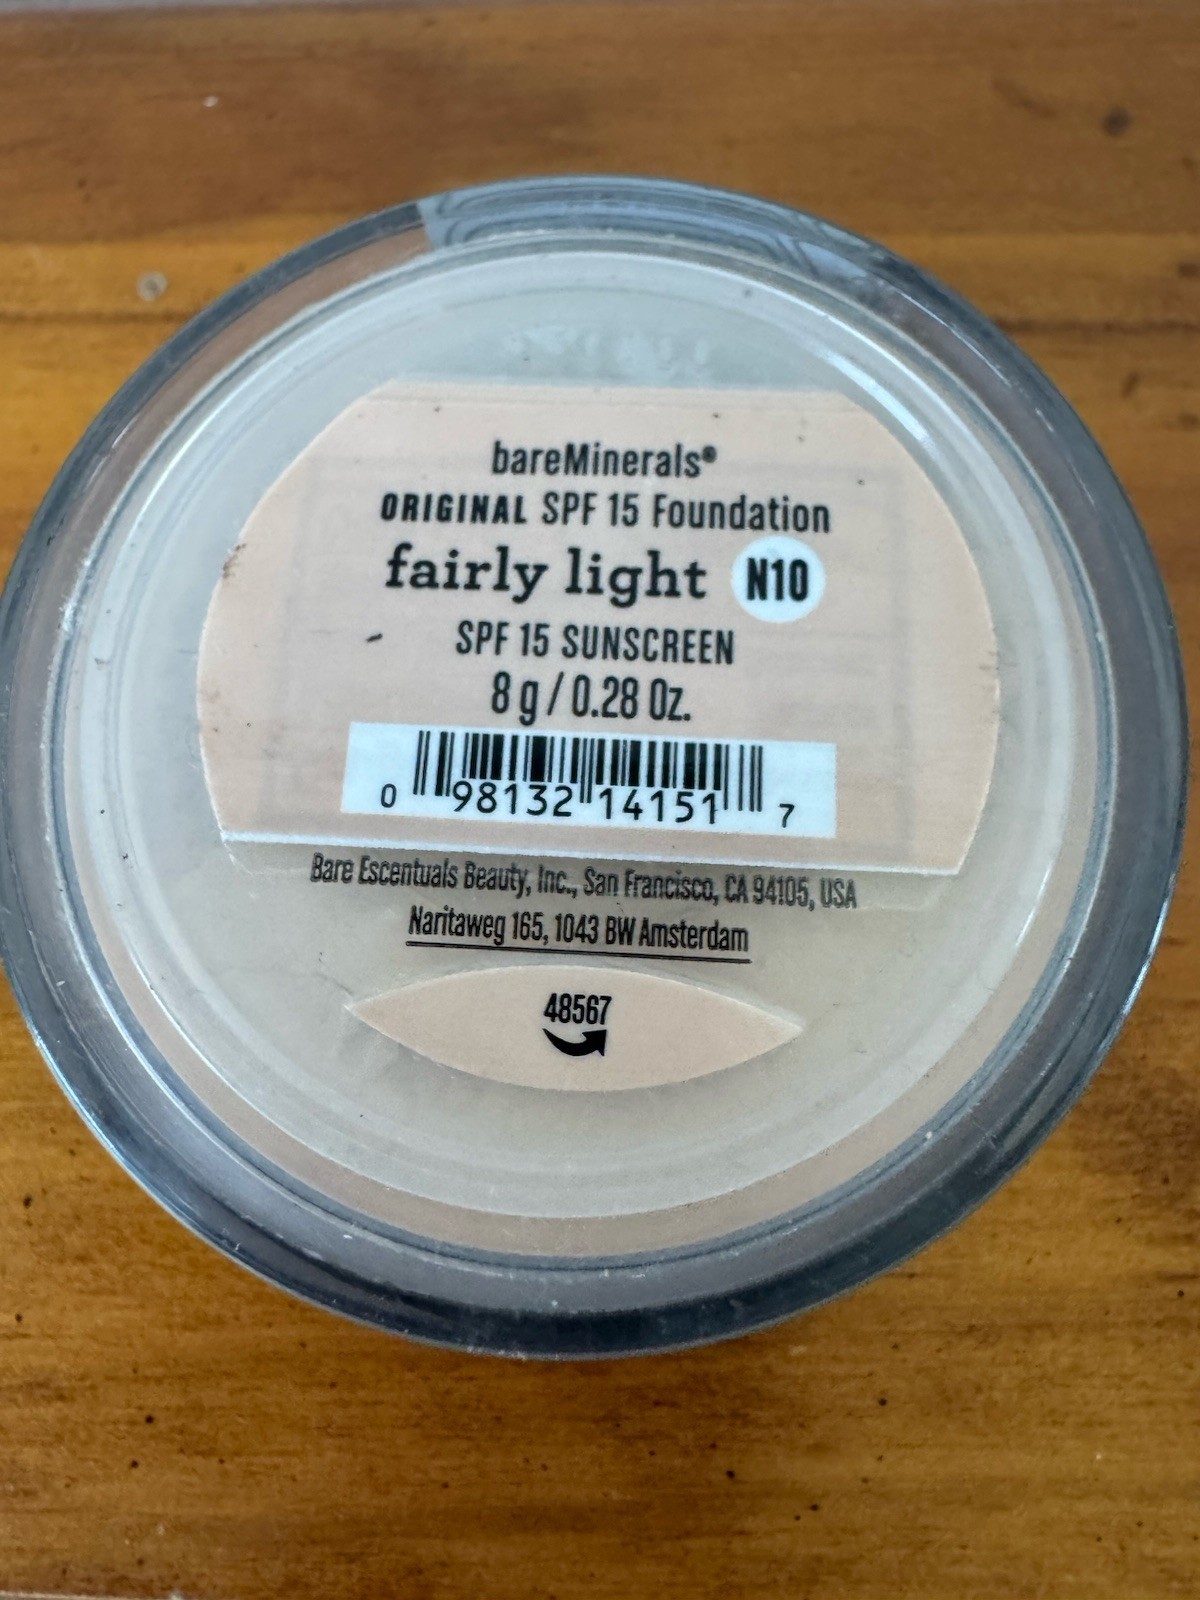 bareMinerals®
ORIGINAL SPF 15 Foundation
fairly light N10
SPF 15 SUNSCREEN
8 g / 0.28 Oz.
0 98132 14151 7
Bare Escentuals Beauty, Inc., San Francisco, CA 94105, USA
Naritaweg 165, 1043 BW Amsterdam
48567